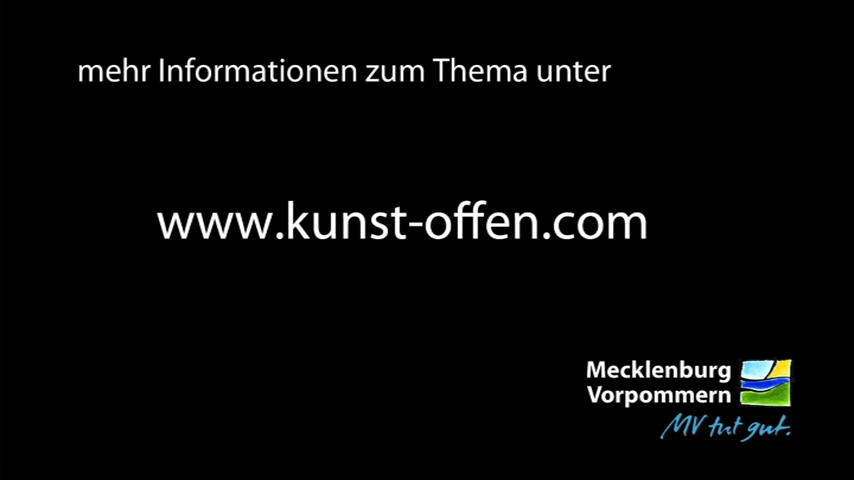 mehr Informationen zum Thema unter
www.kunst-offen.com
Mecklenburg
Vorpommern
MV tut gut.